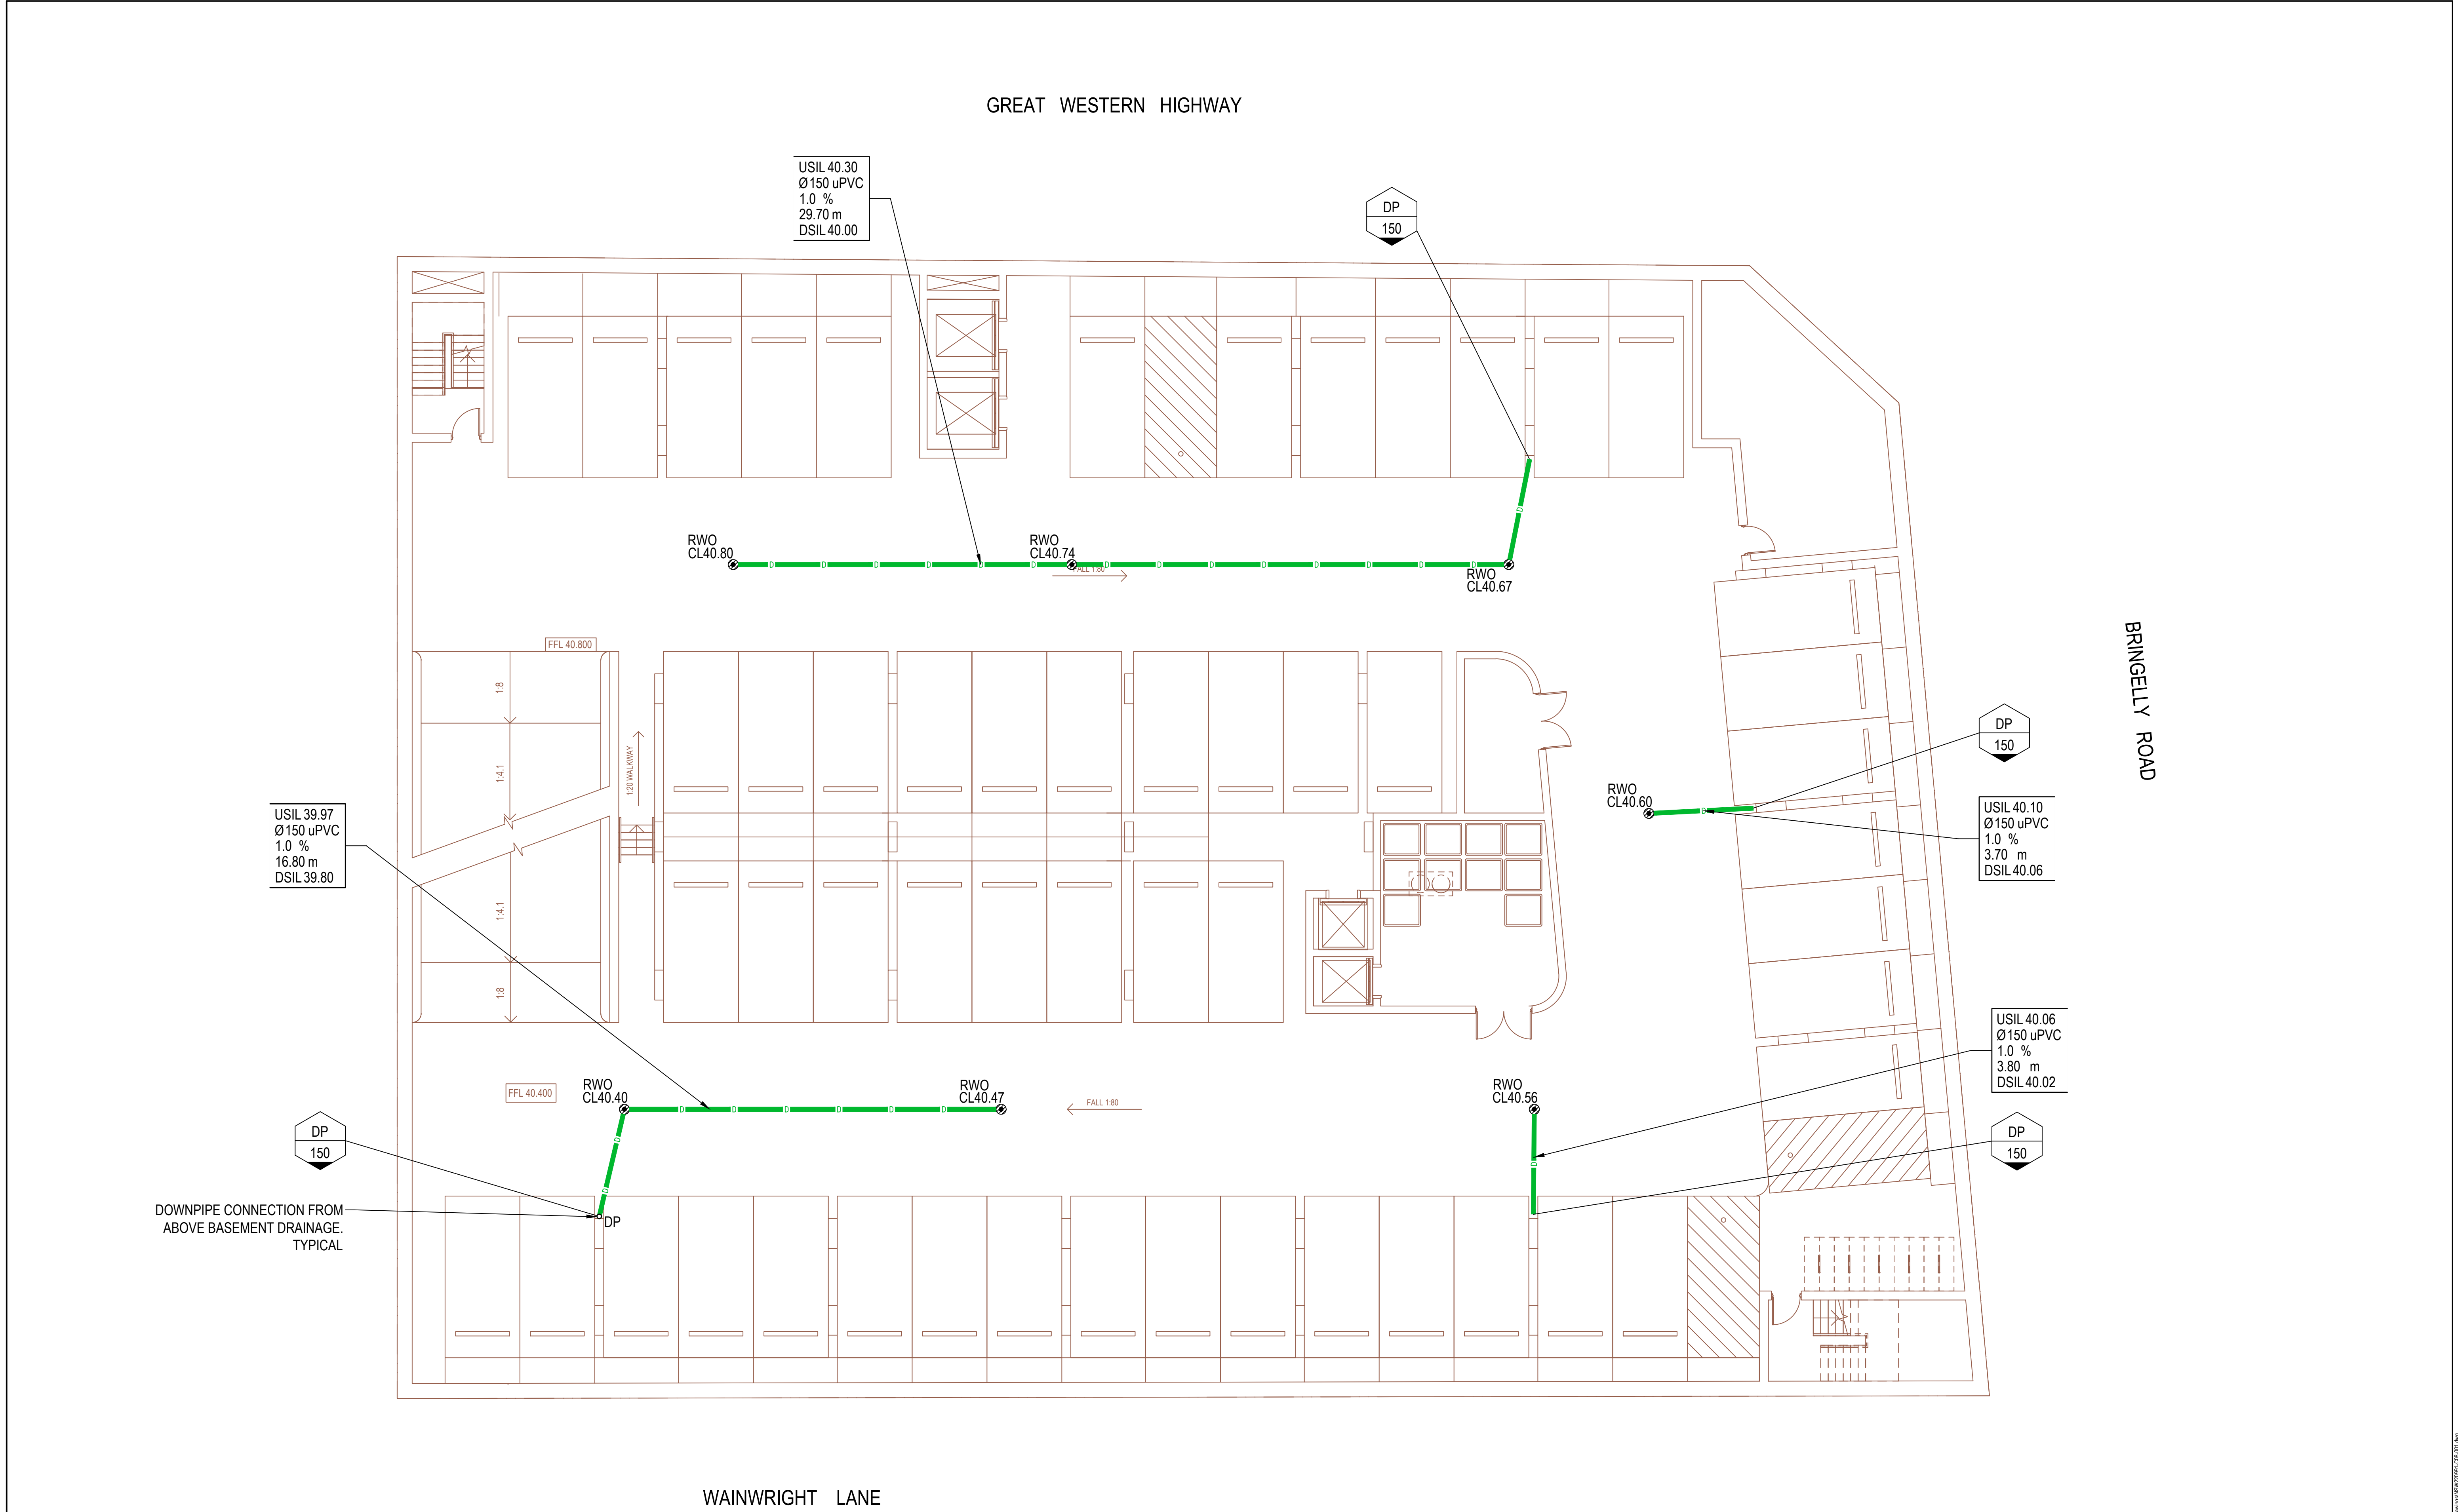 GREAT WESTERN HIGHWAY
USIL 40.30
Ø150 uPVC
1.0 %
29.70 m
DSIL 40.00
DP
150
RWO
CL40.80
RWO
CL40.74
FALL 1:80
RWO
CL40.67
FFL 40.800
1:8
1:4.1
1:20 WALKWAY
BRINGELLY ROAD
DP
150
RWO
CL40.60
USIL 40.10
Ø150 uPVC
1.0 %
3.70 m
DSIL 40.06
USIL 39.97
Ø150 uPVC
1.0 %
16.80 m
DSIL 39.80
1:4.1
1:8
USIL 40.06
Ø150 uPVC
1.0 %
3.80 m
DSIL 40.02
FFL 40.400
RWO
CL40.40
RWO
CL40.47
FALL 1:80
RWO
CL40.56
DP
150
DP
150
DOWNPIPE CONNECTION FROM
ABOVE BASEMENT DRAINAGE.
TYPICAL
DP
D D D D D D D D D D D D D D
D
D
D D D D D D
D
D
D
WAINWRIGHT LANE